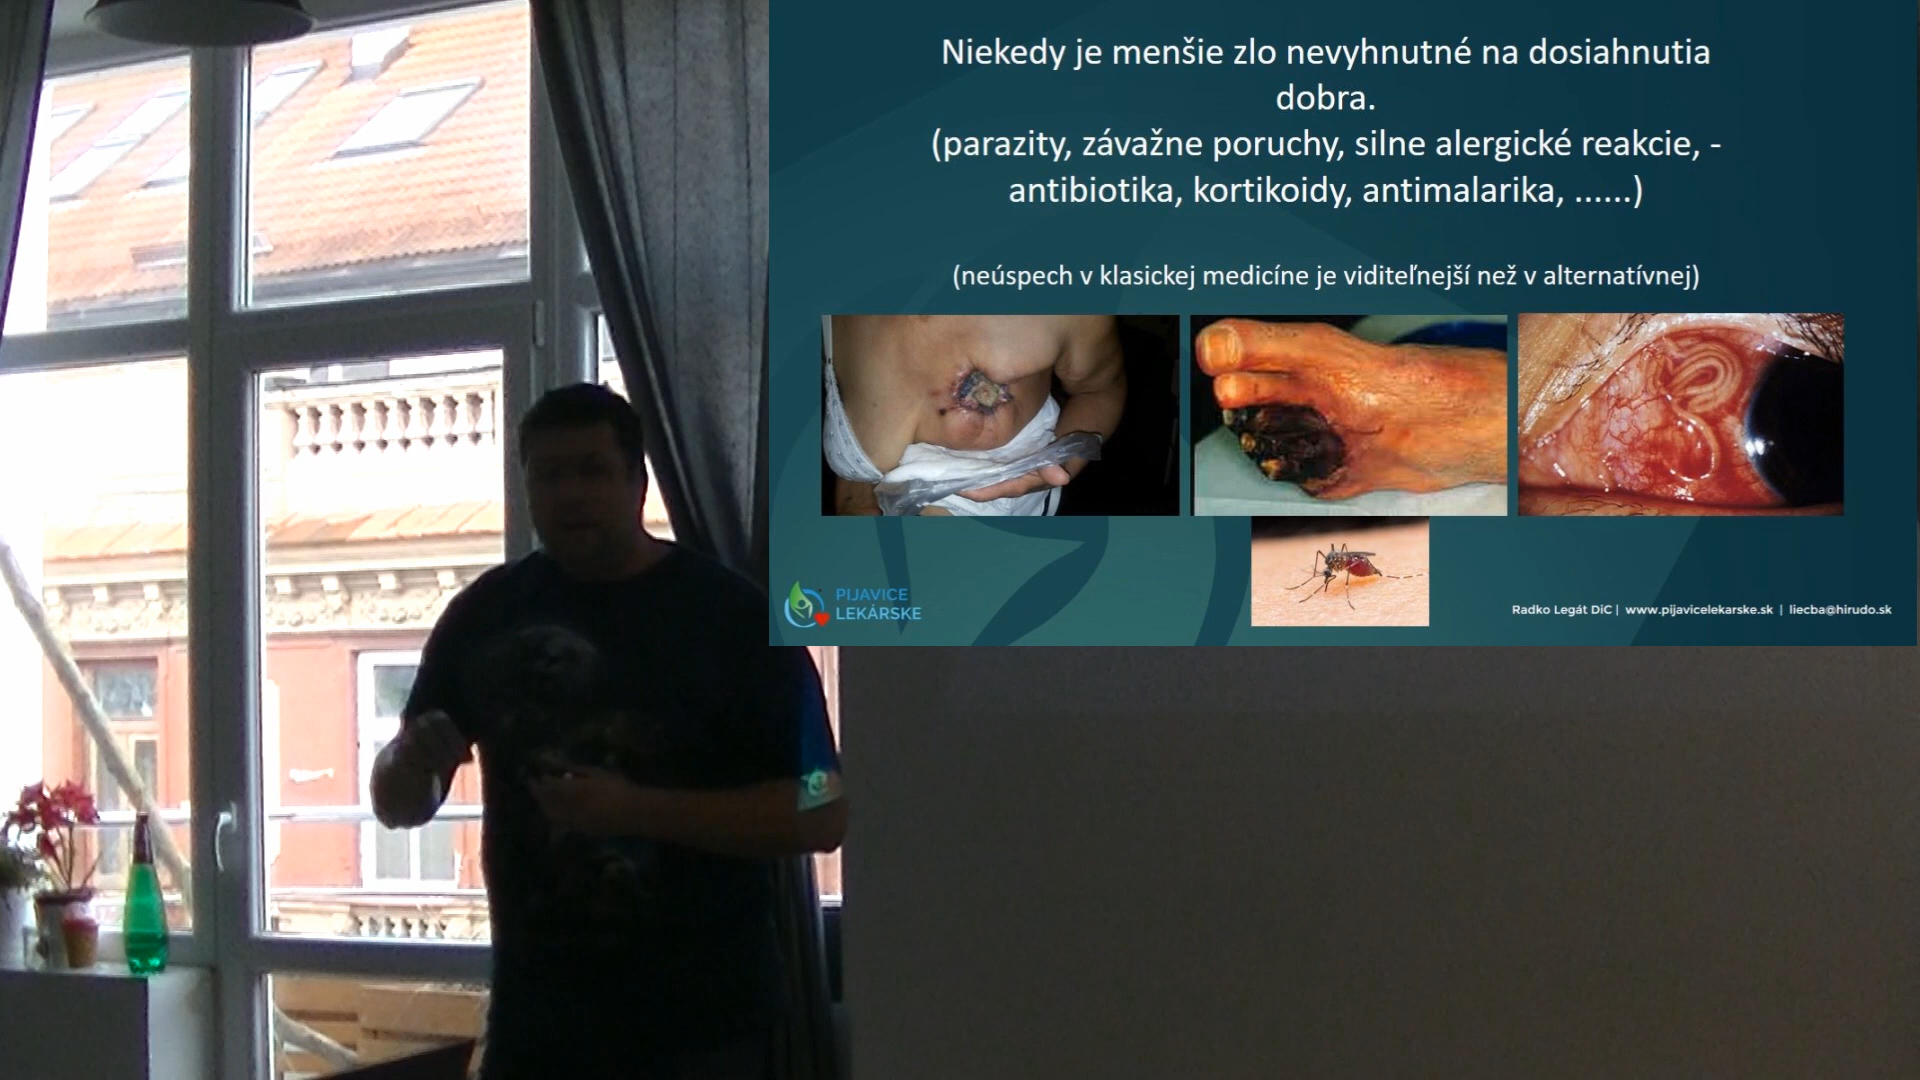 Niekedy je menšie zlo nevyhnutné na dosiahnutia
dobra.
(parazity, závažne poruchy, silne alergické reakcie, -
antibiotika, kortikoidy, antimalarika, ......)
(neúspech v klasickej medicíne je viditeľnejší než v alternatívnej)
PIJAVICE
LEKÁRSKE
Radko Legát DiC | www.pijavicelekarske.sk | liecba@hirudo.sk